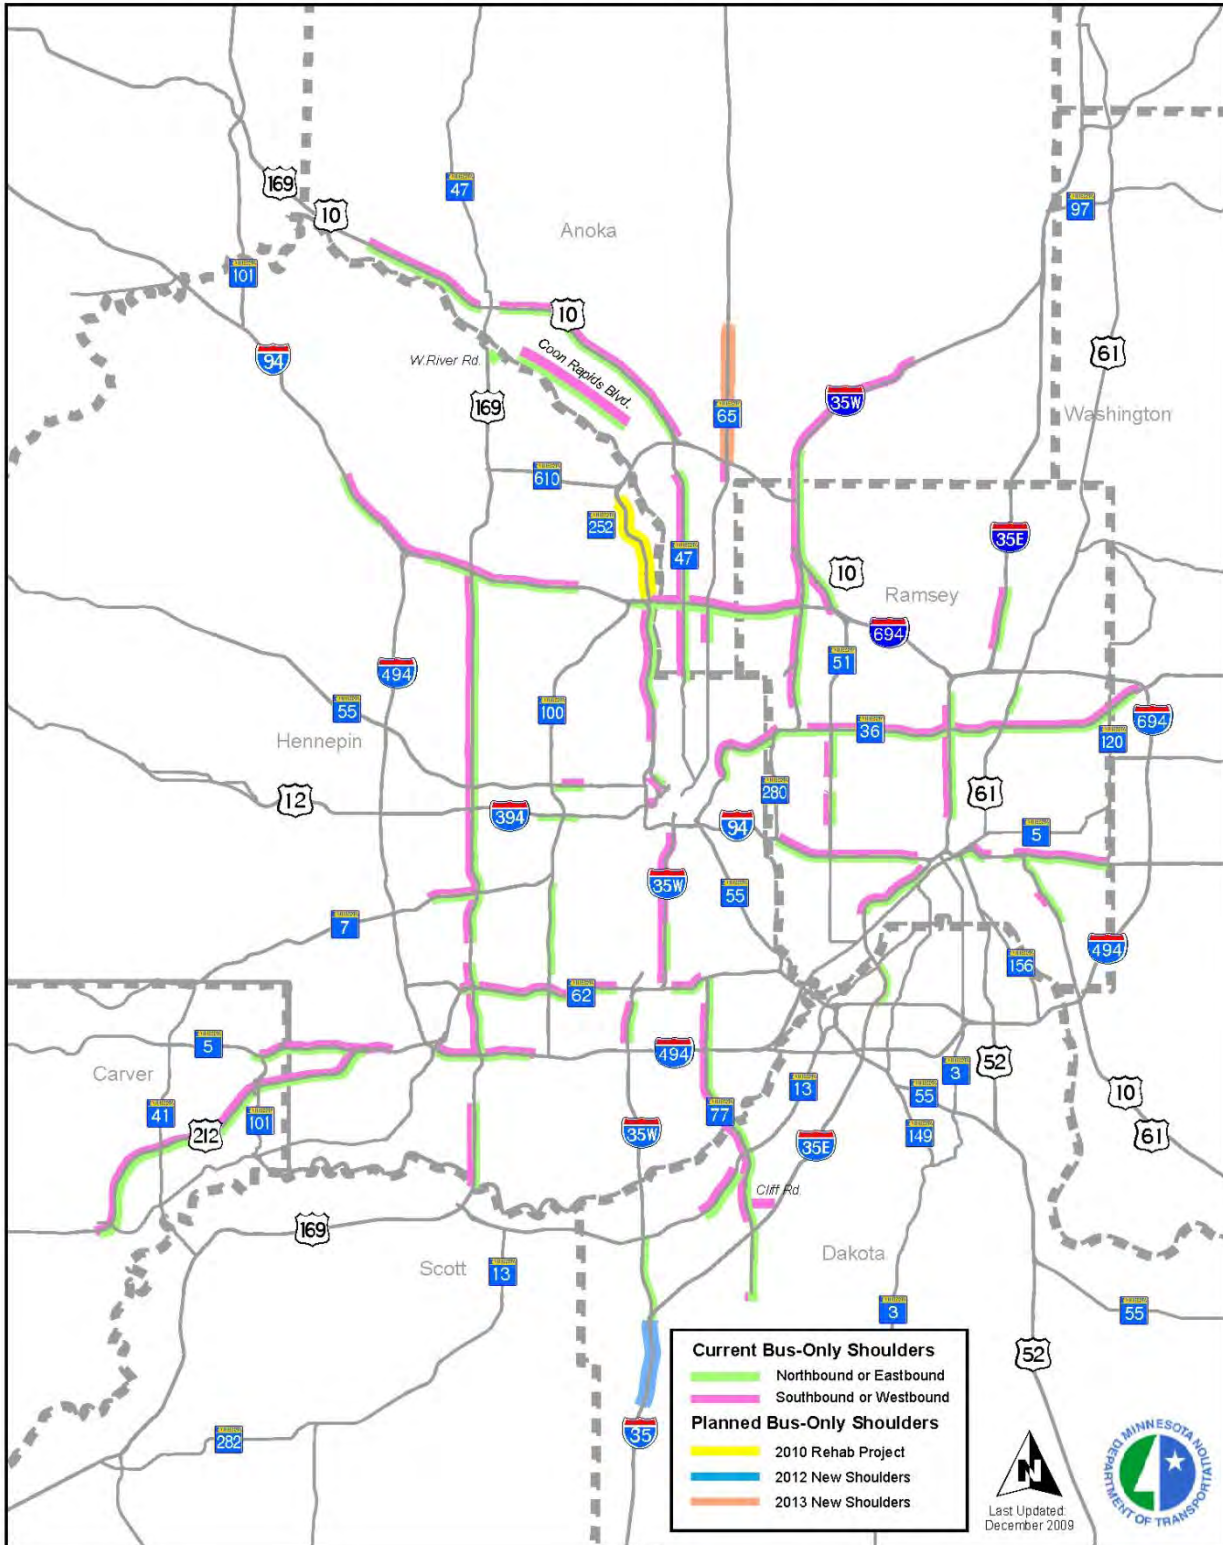 169
10
47
97
Anoka
101
10
61
94
W.River Rd.
Coon Rapids Blvd.
169
65
35W
Washington
610
252
47
10
35E
Ramsey
694
51
494
55
100
36
694
Hennepin
120
12
280
61
394
94
5
35W
55
7
494
156
62
5
494
Carver
52
3
13
55
10
41
101
77
212
35W
35E
149
61
Cliff Rd.
169
Dakota
Scott
13
3
55
52
35
282
Current Bus-Only Shoulders
Northbound or Eastbound
Southbound or Westbound
Planned Bus-Only Shoulders
2010 Rehab Project
2012 New Shoulders
2013 New Shoulders
N
Last Updated:
December 2009
MINNESOTA
DEPARTMENT OF TRANSPORTATION